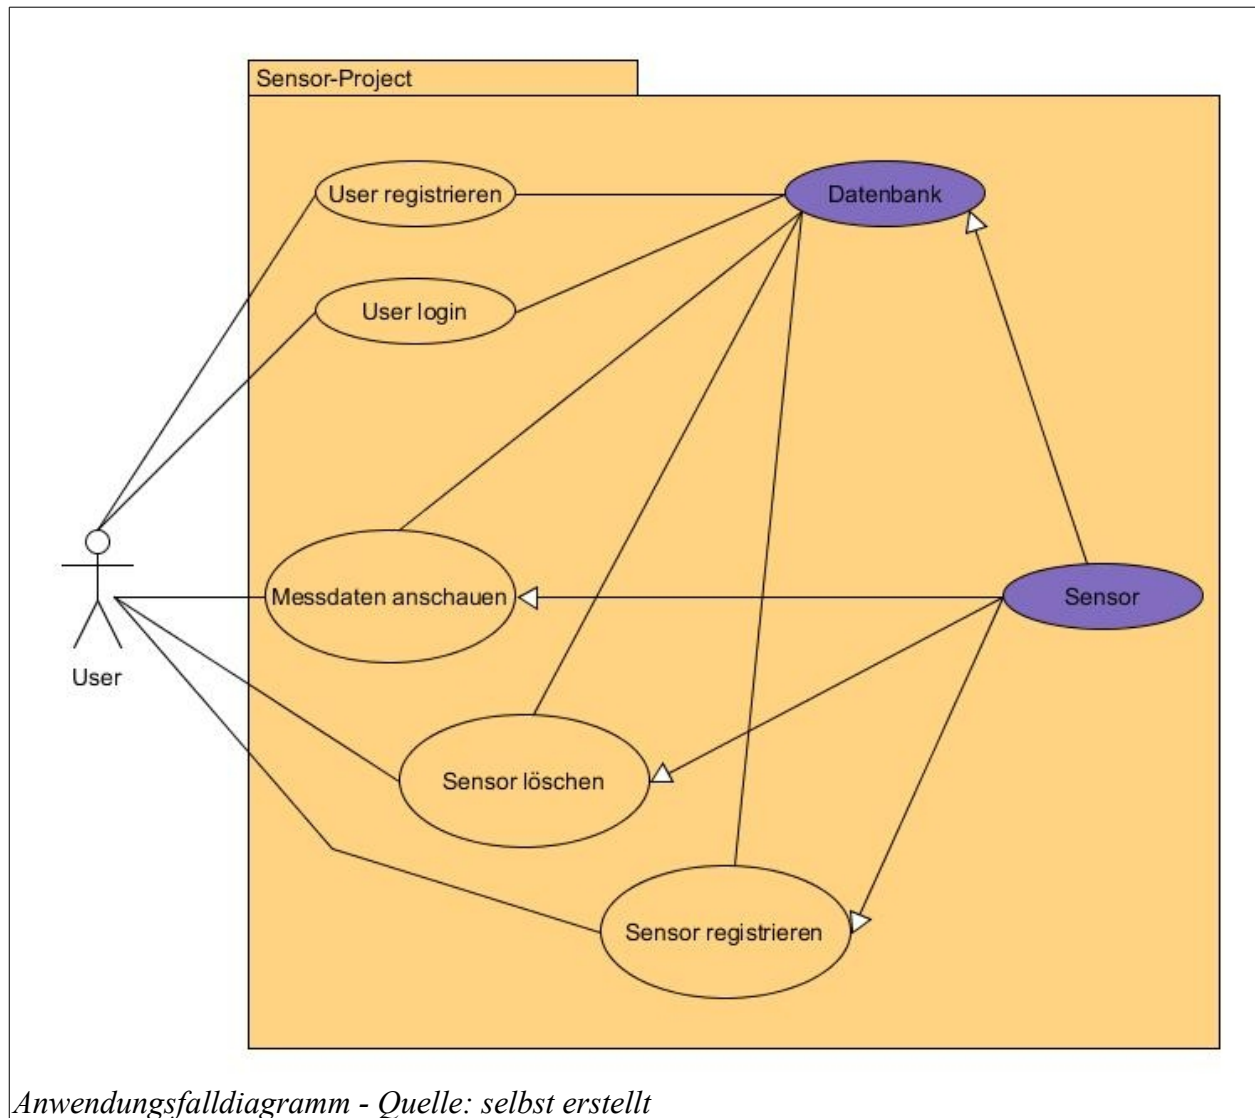 Sensor-Project
User registrieren
Datenbank
User login
Messdaten anschauen
Sensor
User
Sensor löschen
Sensor registrieren
Anwendungsfalldiagramm - Quelle: selbst erstellt